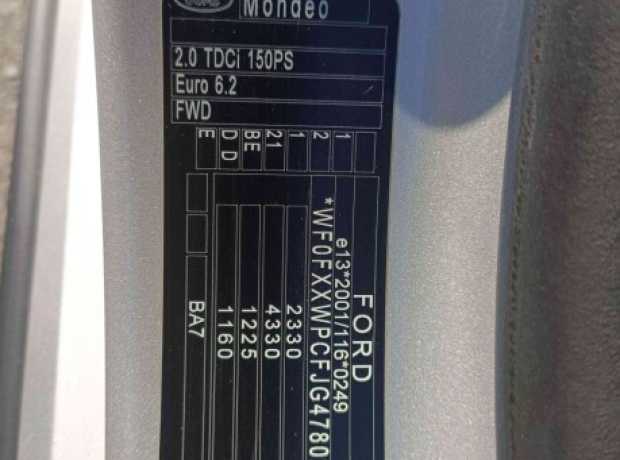 Mondeo
2.0 TDCi 150PS
Euro 6.2
FWD
FORD
1 e13*2001/116*0249
2 *WF0FXXWPCFJG4780
1 2330
21 4330
BE 1225
D D 1160
E BA7